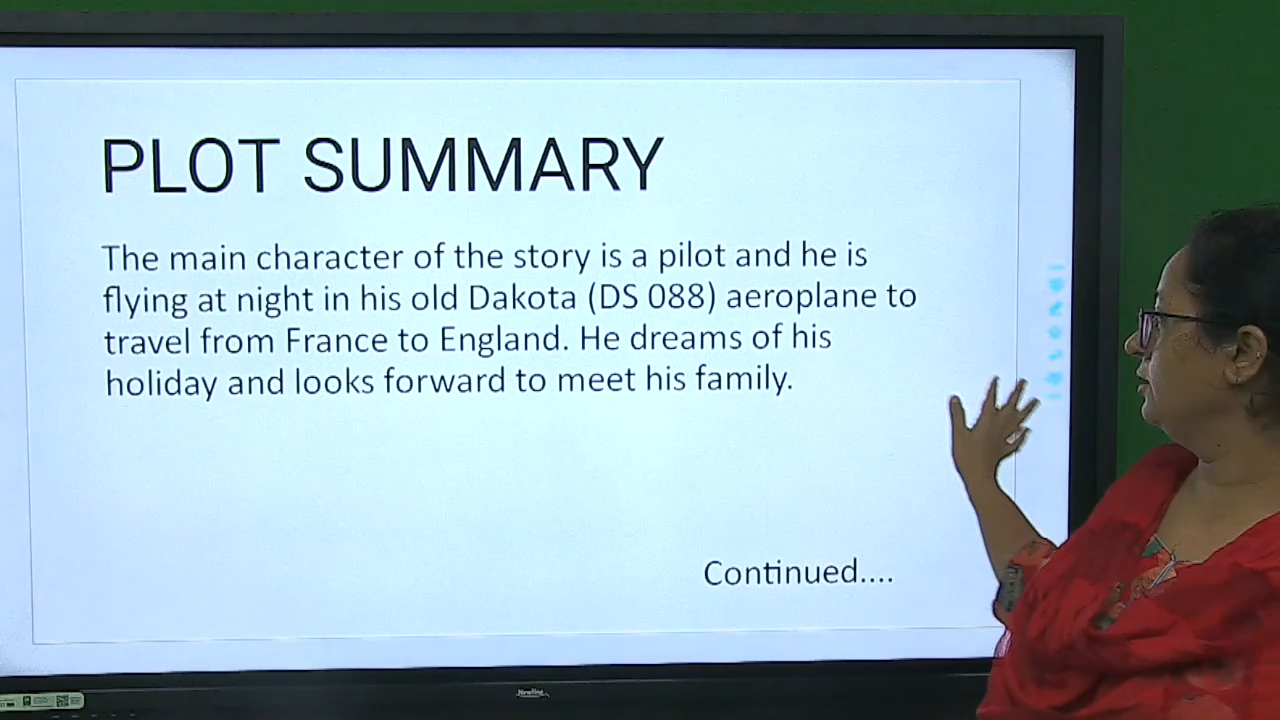 PLOT SUMMARY
The main character of the story is a pilot and he is
flying at night in his old Dakota (DS 088) aeroplane to
travel from France to England. He dreams of his
holiday and looks forward to meet his family.
Continued....
Newline